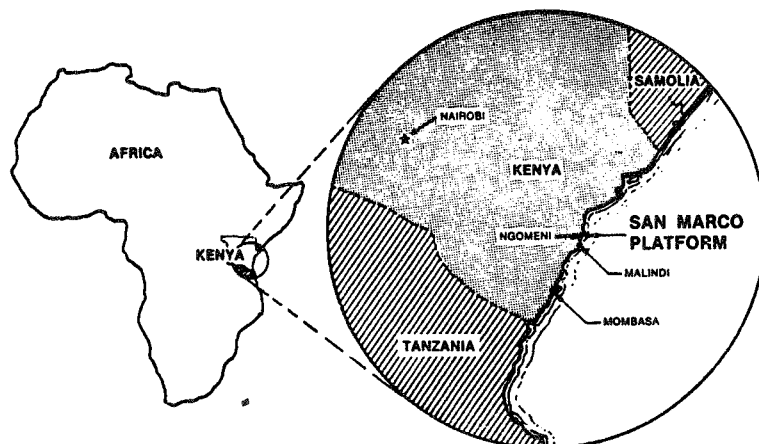 AFRICA
KENYA
SAMOLIA
NAIROBI
KENYA
NGOMENI
SAN MARCO
PLATFORM
MALINDI
MOMBASA
TANZANIA